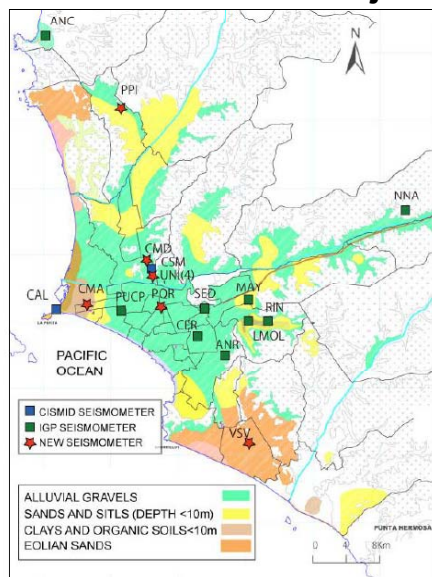 ANC
N
PPI
NNA
CMD
CSM
UNI(4)
CAL
CMA
PUCP
PQR
SED
MAY
RIN
LA PUNTA
CER
LMOL
ANR
PACIFIC
OCEAN
CISMID SEISMOMETER
IGP SEISMOMETER
NEW SEISMOMETER
VSV
ALLUVIAL GRAVELS
SANDS AND SITLS (DEPTH <10m)
CLAYS AND ORGANIC SOILS<10m
EOLIAN SANDS
PUNTA HERMOSA
0 4 8Km